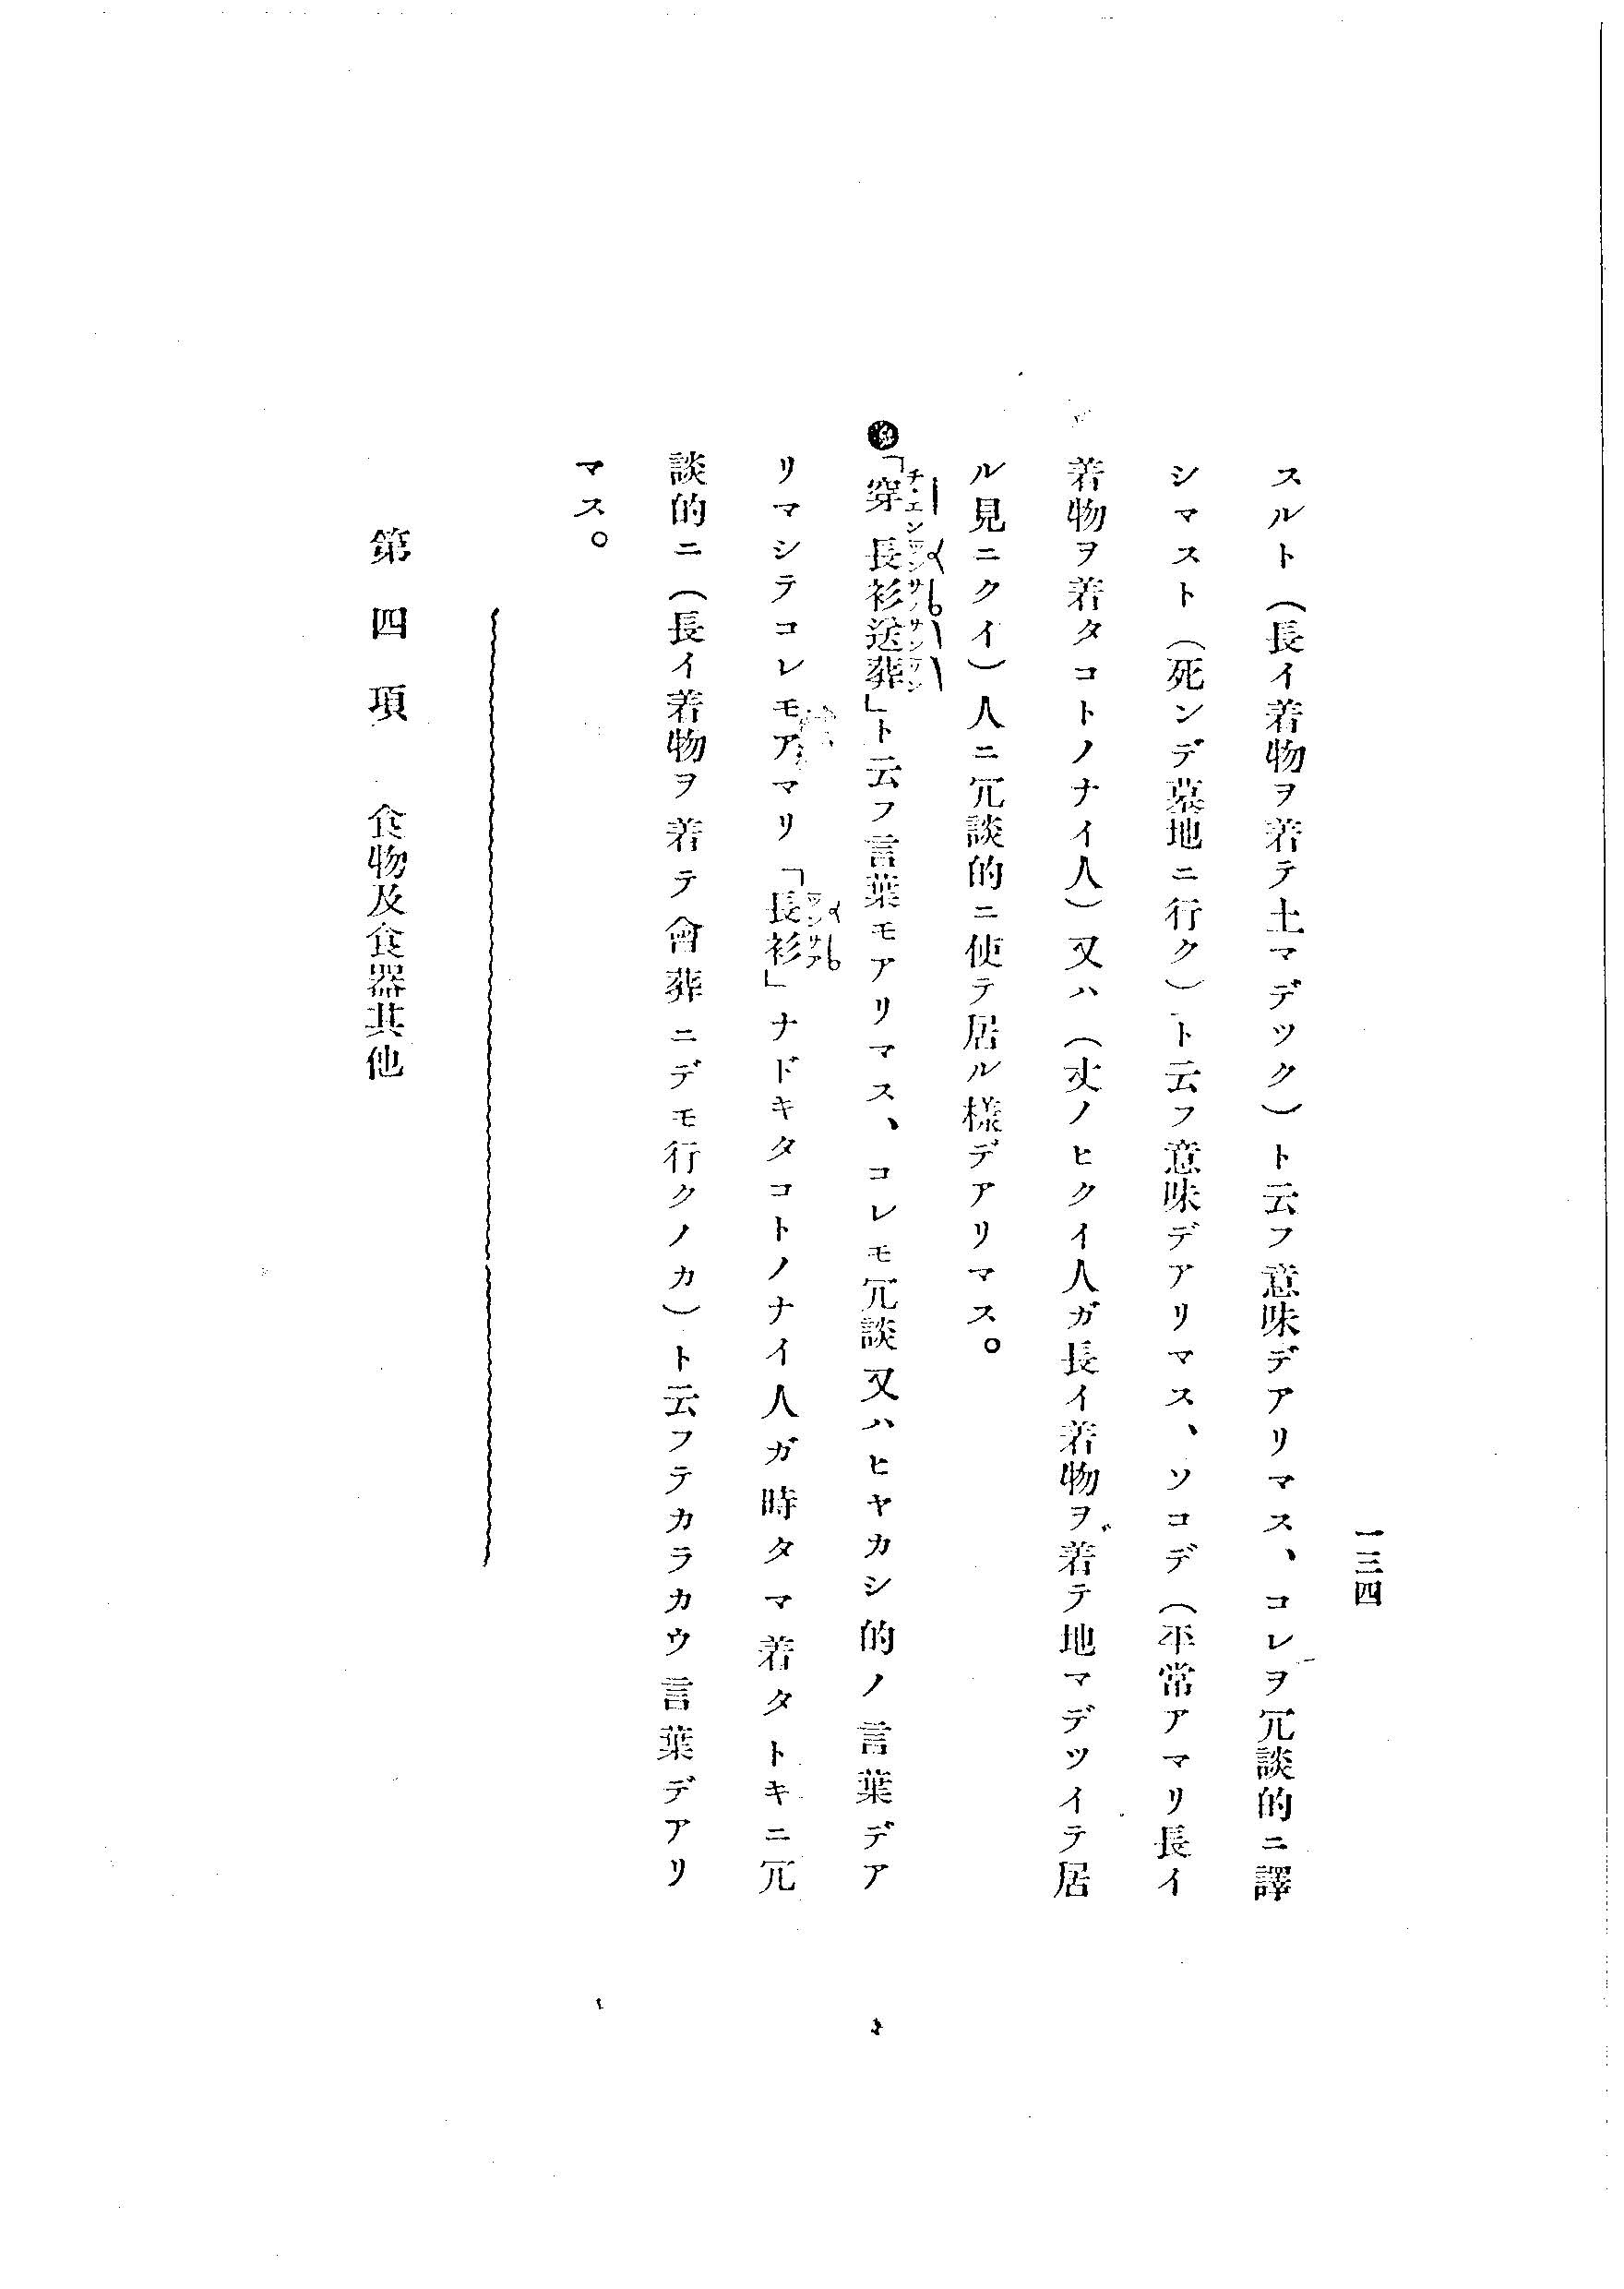 一三四
スルト(長イ着物ヲ着テ土マデツク)ト云フ意味デアリマス、コレヲ冗談的ニ譯
シマスト(死ンデ墓地ニ行ク)ト云フ意味デアリマス、ソコデ(平常アマリ長イ
着物ヲ着タコトノナイ人)又ハ(丈ノヒクイ人ガ長イ着物ヲ着テ地マデツイテ居
ル見ニクイ)人ニ冗談的ニ使テ居ル樣デアリマス。
「穿長衫送葬」ト云フ言葉モアリマス、コレモ冗談又ハヒヤカシ的ノ言葉デア
リマシテコレモアマリ「長衫」ナドキタコトノナイ人ガ時タマ着タトキニ冗
談的ニ(長イ着物ヲ着テ會葬ニデモ行クノカ)ト云フテカラカウ言葉デアリ
マス。
第四項 食物及食器其他